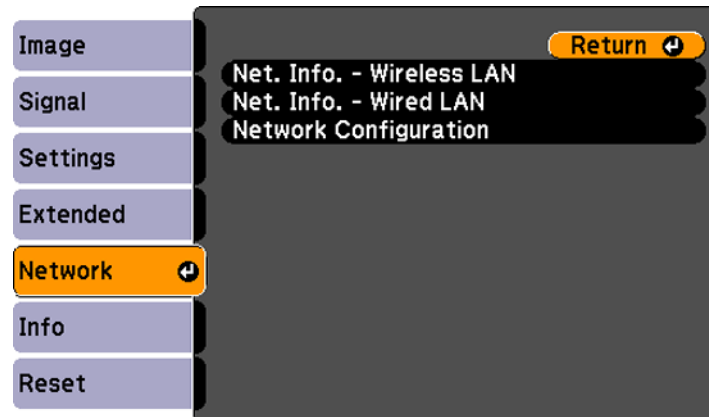 Image
Signal
Settings
Extended
Network
Info
Reset
Return
Net. Info. - Wireless LAN
Net. Info. - Wired LAN
Network Configuration